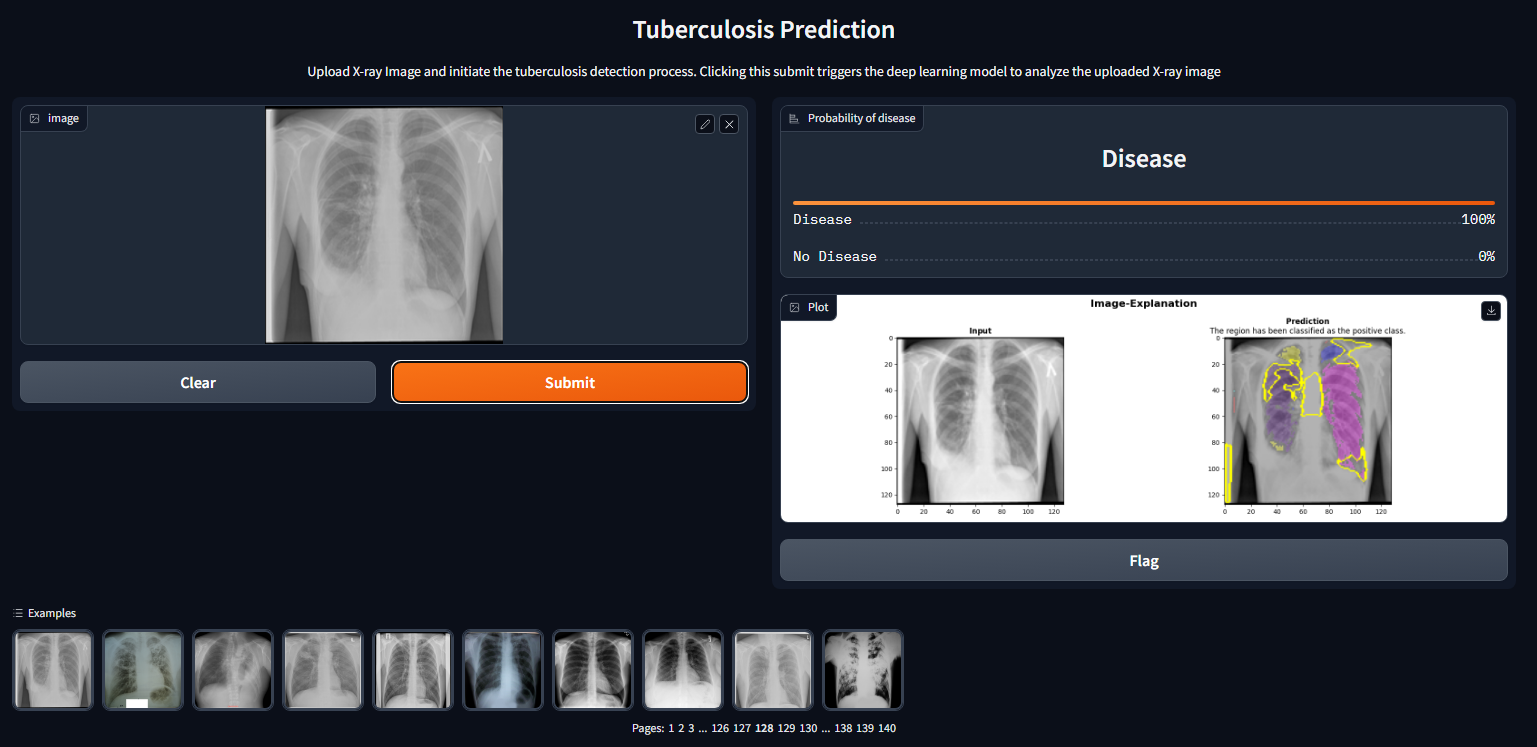 Tuberculosis Prediction
Upload X-ray Image and initiate the tuberculosis detection process. Clicking this submit triggers the deep learning model to analyze the uploaded X-ray image
image
Clear
Submit
Probability of disease
Disease
Disease 100%
No Disease 0%
Plot
Image-Explanation
Input
0
20
40
60
80
100
120
0 20 40 60 80 100 120
Prediction
The region has been classified as the positive class.
0
20
40
60
80
100
120
0 20 40 60 80 100 120
Flag
Examples
Pages: 1 2 3 ... 126 127 128 129 130 ... 138 139 140